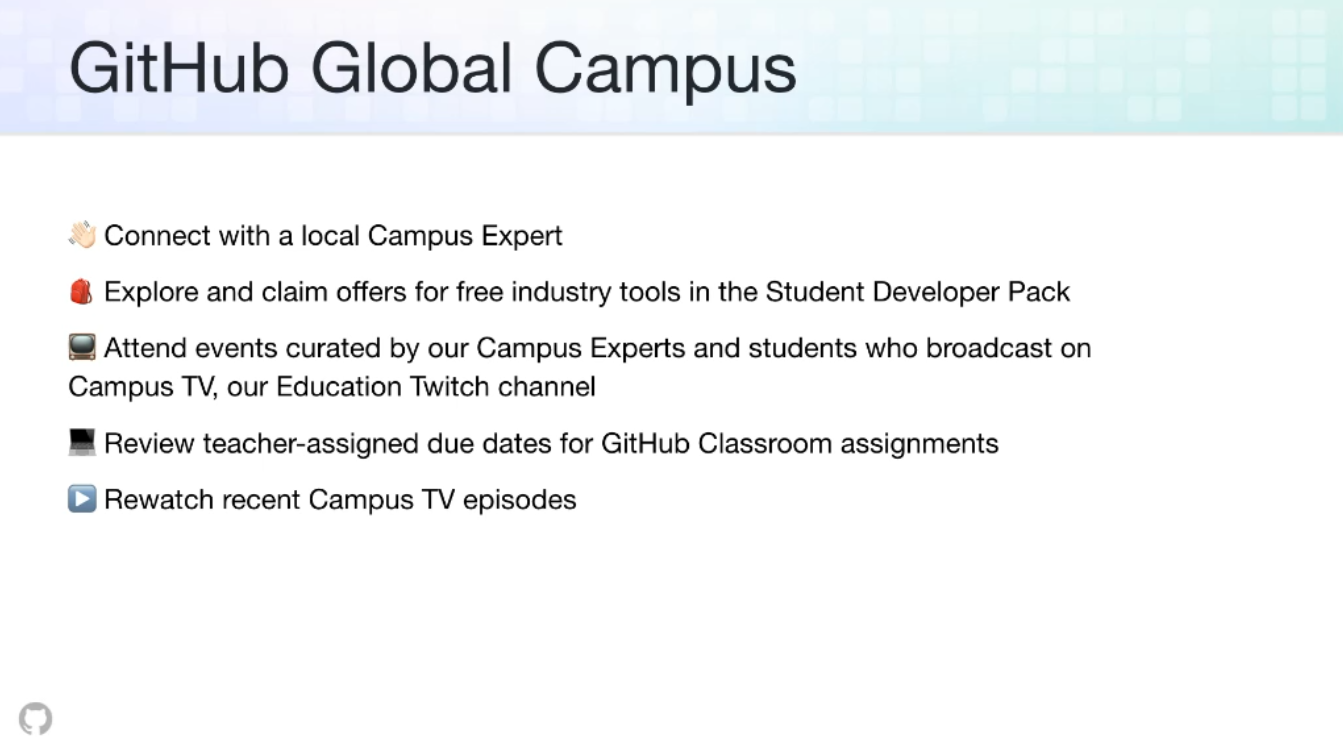 GitHub Global Campus
👋🏻 Connect with a local Campus Expert
🎒 Explore and claim offers for free industry tools in the Student Developer Pack
📺 Attend events curated by our Campus Experts and students who broadcast on
Campus TV, our Education Twitch channel
💻 Review teacher-assigned due dates for GitHub Classroom assignments
▶️ Rewatch recent Campus TV episodes